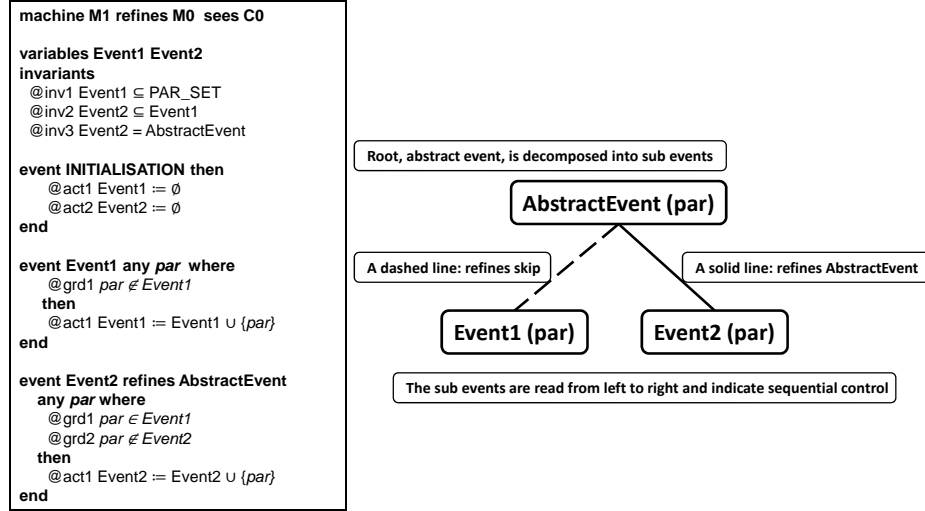 machine M1 refines M0 sees C0
variables Event1 Event2
invariants
@inv1 Event1 ⊆ PAR_SET
@inv2 Event2 ⊆ Event1
@inv3 Event2 = AbstractEvent
event INITIALISATION then
@act1 Event1 ≔ ∅
@act2 Event2 ≔ ∅
end
event Event1 any par where
@grd1 par ∉ Event1
then
@act1 Event1 ≔ Event1 ∪ {par}
end
event Event2 refines AbstractEvent
any par where
@grd1 par ∈ Event1
@grd2 par ∉ Event2
then
@act1 Event2 ≔ Event2 ∪ {par}
end
Root, abstract event, is decomposed into sub events
AbstractEvent (par)
A dashed line: refines skip
A solid line: refines AbstractEvent
Event1 (par)
Event2 (par)
The sub events are read from left to right and indicate sequential control